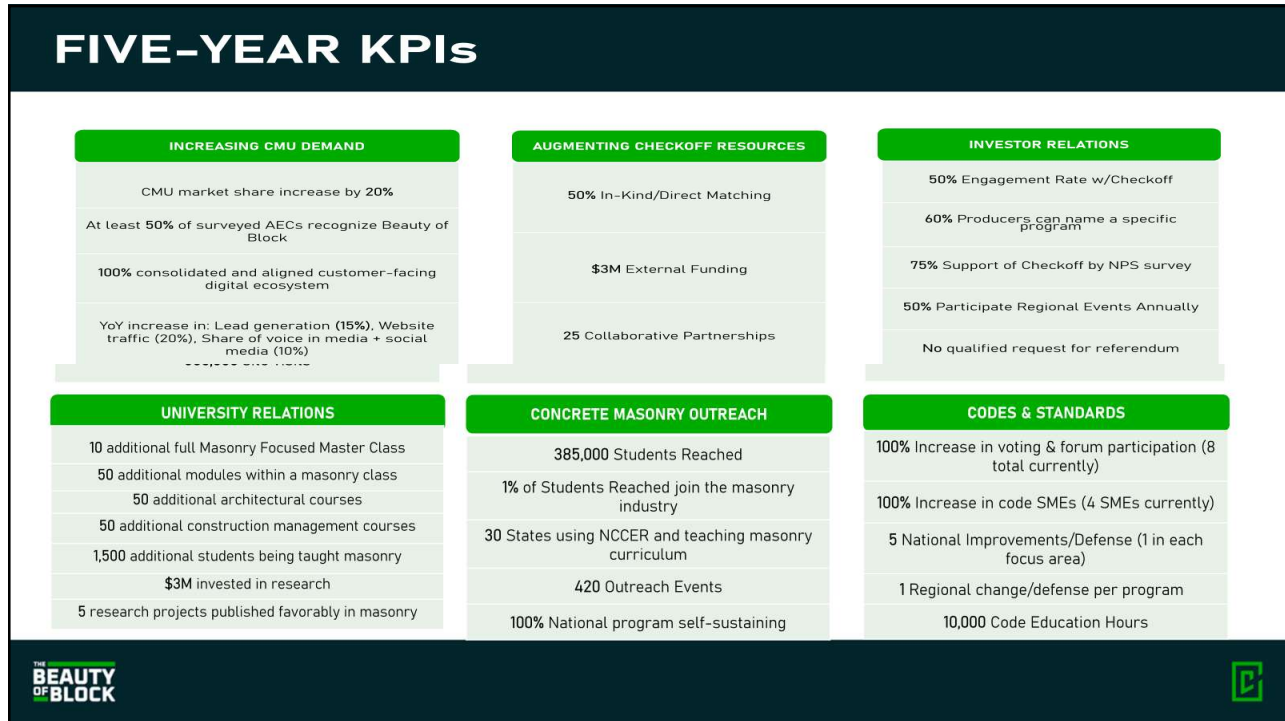 FIVE-YEAR KPIs
INCREASING CMU DEMAND
CMU market share increase by 20%
At least 50% of surveyed AECs recognize Beauty of
Block
100% consolidated and aligned customer-facing
digital ecosystem
YoY increase in: Lead generation (15%), Website
traffic (20%), Share of voice in media + social
media (10%)
AUGMENTING CHECKOFF RESOURCES
50% In-Kind/Direct Matching
$3M External Funding
25 Collaborative Partnerships
INVESTOR RELATIONS
50% Engagement Rate w/Checkoff
60% Producers can name a specific
program
75% Support of Checkoff by NPS survey
50% Participate Regional Events Annually
No qualified request for referendum
UNIVERSITY RELATIONS
10 additional full Masonry Focused Master Class
50 additional modules within a masonry class
50 additional architectural courses
50 additional construction management courses
1,500 additional students being taught masonry
$3M invested in research
5 research projects published favorably in masonry
CONCRETE MASONRY OUTREACH
385,000 Students Reached
1% of Students Reached join the masonry
industry
30 States using NCCER and teaching masonry
curriculum
420 Outreach Events
100% National program self-sustaining
CODES & STANDARDS
100% Increase in voting & forum participation (8
total currently)
100% Increase in code SMEs (4 SMEs currently)
5 National Improvements/Defense (1 in each
focus area)
1 Regional change/defense per program
10,000 Code Education Hours
THE
BEAUTY
OF BLOCK